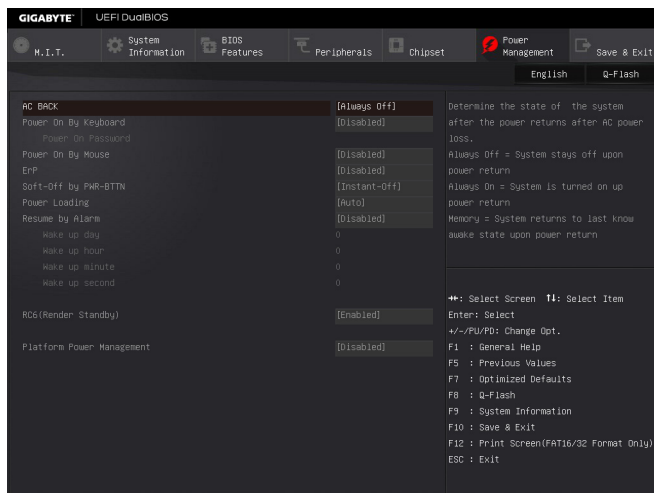 GIGABYTE™ UEFI DualBIOS
M.I.T.
System Information
BIOS Features
Peripherals
Chipset
Power Management
Save & Exit
English
Q-Flash
AC BACK [Always Off]
Power On By Keyboard [Disabled]
Power On Password
Power On By Mouse [Disabled]
ErP [Disabled]
Soft-Off by PWR-BTTN [Instant-Off]
Power Loading [Auto]
Resume by Alarm [Disabled]
Wake up day 0
Wake up hour 0
Wake up minute 0
Wake up second 0
RC6(Render Standby) [Enabled]
Platform Power Management [Disabled]
Determine the state of the system
after the power returns after AC power
loss.
Always Off = System stays off upon
power return
Always On = System is turned on up
power return
Memory = System returns to last know
awake state upon power return
→←: Select Screen ↑↓: Select Item
Enter: Select
+/-/PU/PD: Change Opt.
F1 : General Help
F5 : Previous Values
F7 : Optimized Defaults
F8 : Q-Flash
F9 : System Information
F10 : Save & Exit
F12 : Print Screen(FAT16/32 Format Only)
ESC : Exit